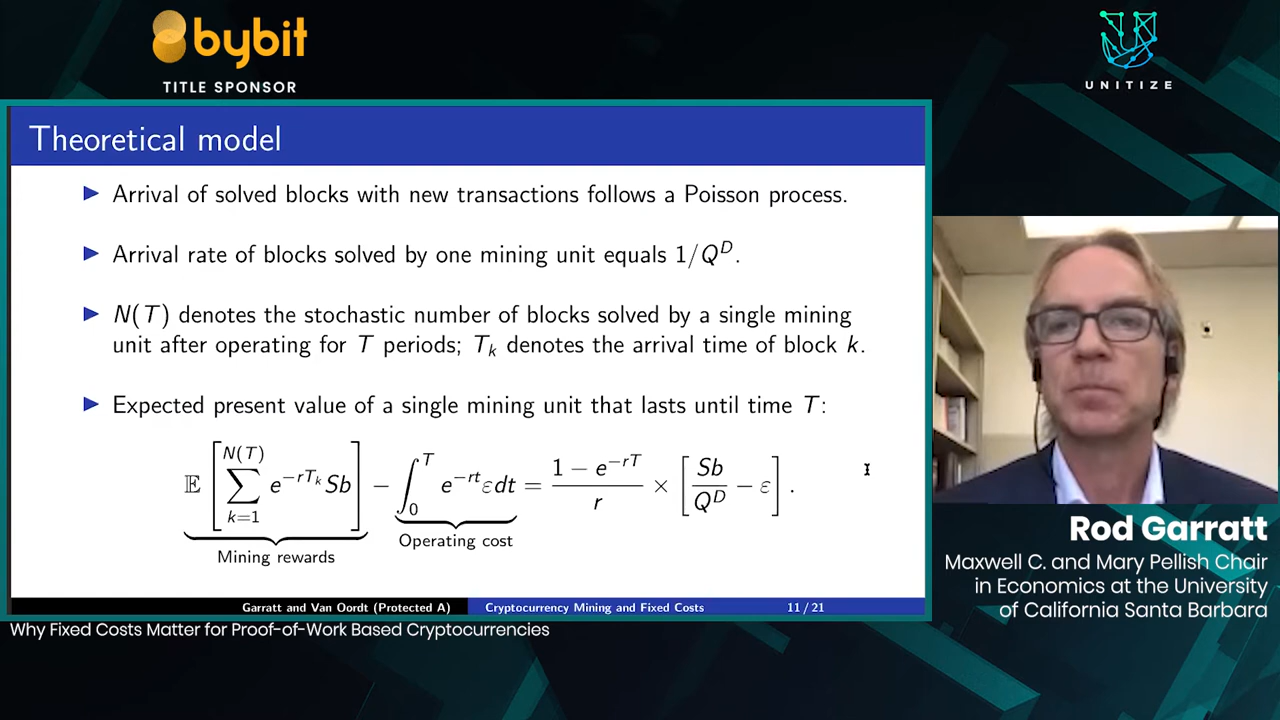 bybit
TITLE SPONSOR
UNITIZE
Theoretical model
Arrival of solved blocks with new transactions follows a Poisson process.
Arrival rate of blocks solved by one mining unit equals 1/Q^D.
N(T) denotes the stochastic number of blocks solved by a single mining
unit after operating for T periods; T_k denotes the arrival time of block k.
Expected present value of a single mining unit that lasts until time T:
𝔼[∑_{k=1}^{N(T)} e^{−rT_k} Sb] − ∫_0^T e^{−rt} εdt = (1 − e^{−rT})/r × [Sb/Q^D − ε].
Mining rewards
Operating cost
Garratt and Van Oordt (Protected A)
Cryptocurrency Mining and Fixed Costs
11 / 21
Rod Garratt
Maxwell C. and Mary Pellish Chair
in Economics at the University
of California Santa Barbara
Why Fixed Costs Matter for Proof-of-Work Based Cryptocurrencies